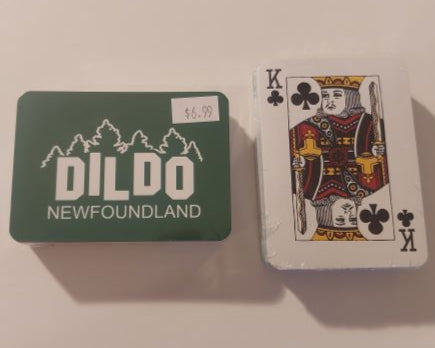 $6.99
DILDO
NEWFOUNDLAND
K
K